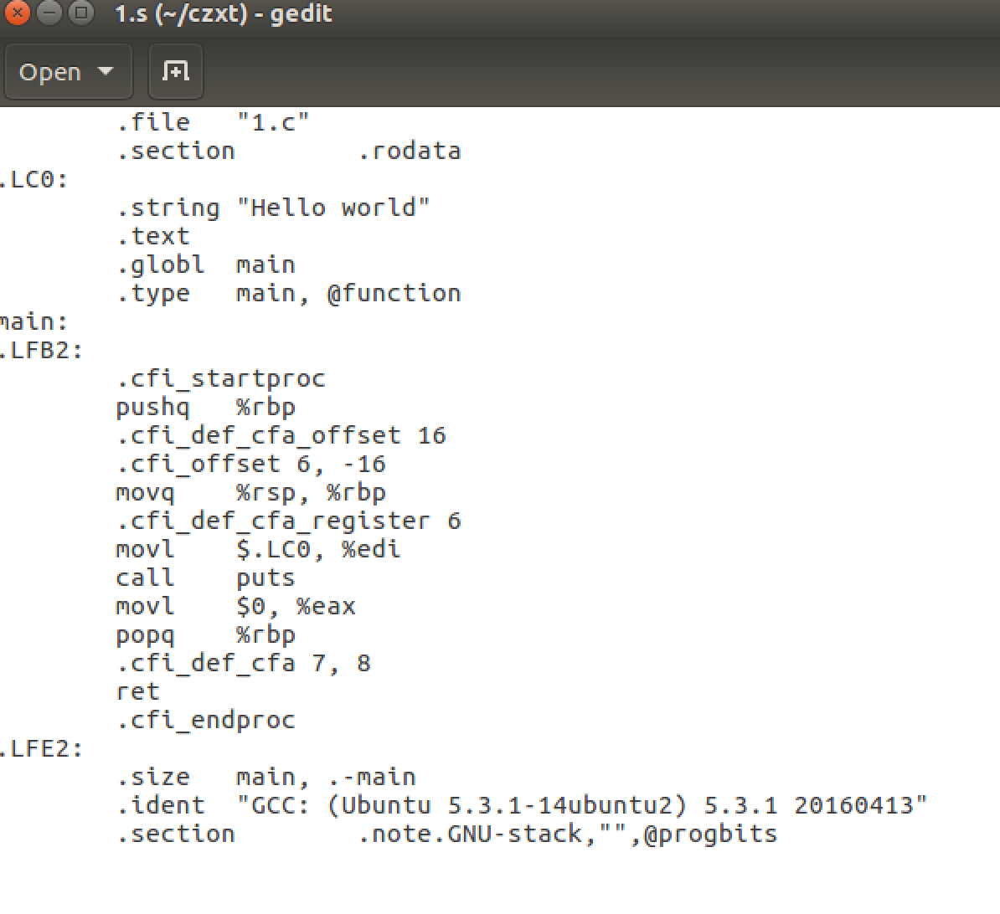 1.s (~/czxt) - gedit
Open
.file "1.c"
.section .rodata
.LC0:
.string "Hello world"
.text
.globl main
.type main, @function
main:
.LFB2:
.cfi_startproc
pushq %rbp
.cfi_def_cfa_offset 16
.cfi_offset 6, -16
movq %rsp, %rbp
.cfi_def_cfa_register 6
movl $.LC0, %edi
call puts
movl $0, %eax
popq %rbp
.cfi_def_cfa 7, 8
ret
.cfi_endproc
.LFE2:
.size main, .-main
.ident "GCC: (Ubuntu 5.3.1-14ubuntu2) 5.3.1 20160413"
.section .note.GNU-stack,"",@progbits